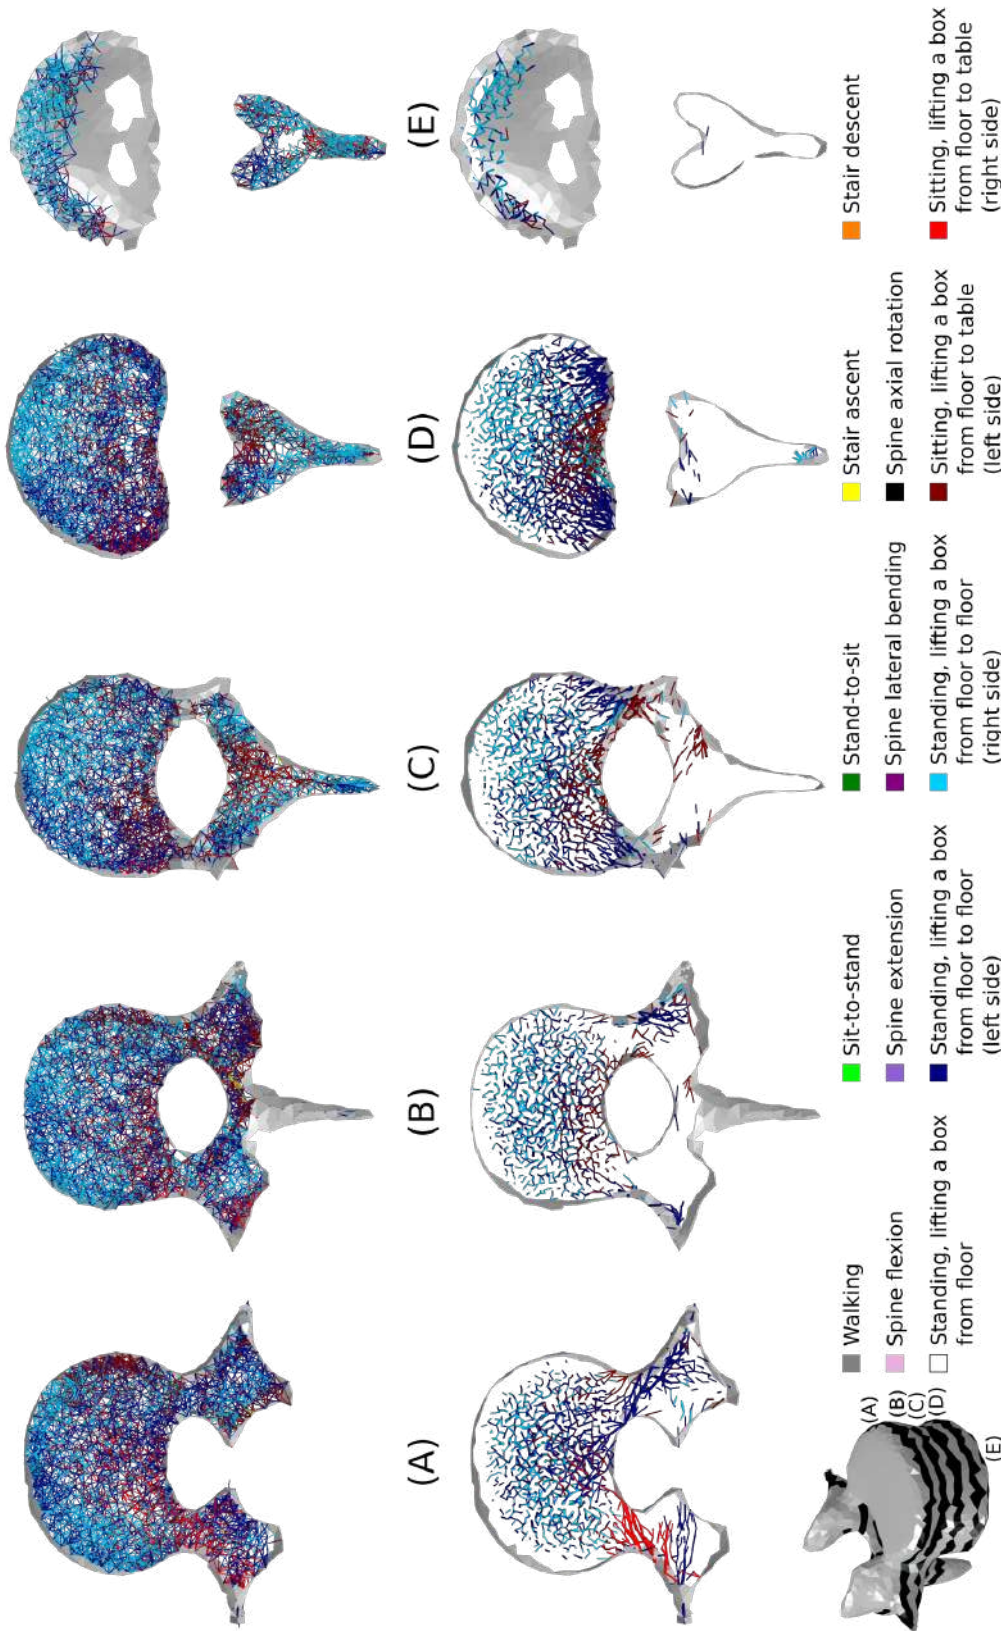 (A)
(B)
(C)
(D)
(E)
(A)
(B)
(C)
(D)
(E)
Walking
Sit-to-stand
Stand-to-sit
Stair ascent
Stair descent
Spine flexion
Spine extension
Spine lateral bending
Spine axial rotation
Standing, lifting a box
from floor
Standing, lifting a box
from floor to floor
(left side)
Standing, lifting a box
from floor to floor
(right side)
Sitting, lifting a box
from floor to table
(left side)
Sitting, lifting a box
from floor to table
(right side)